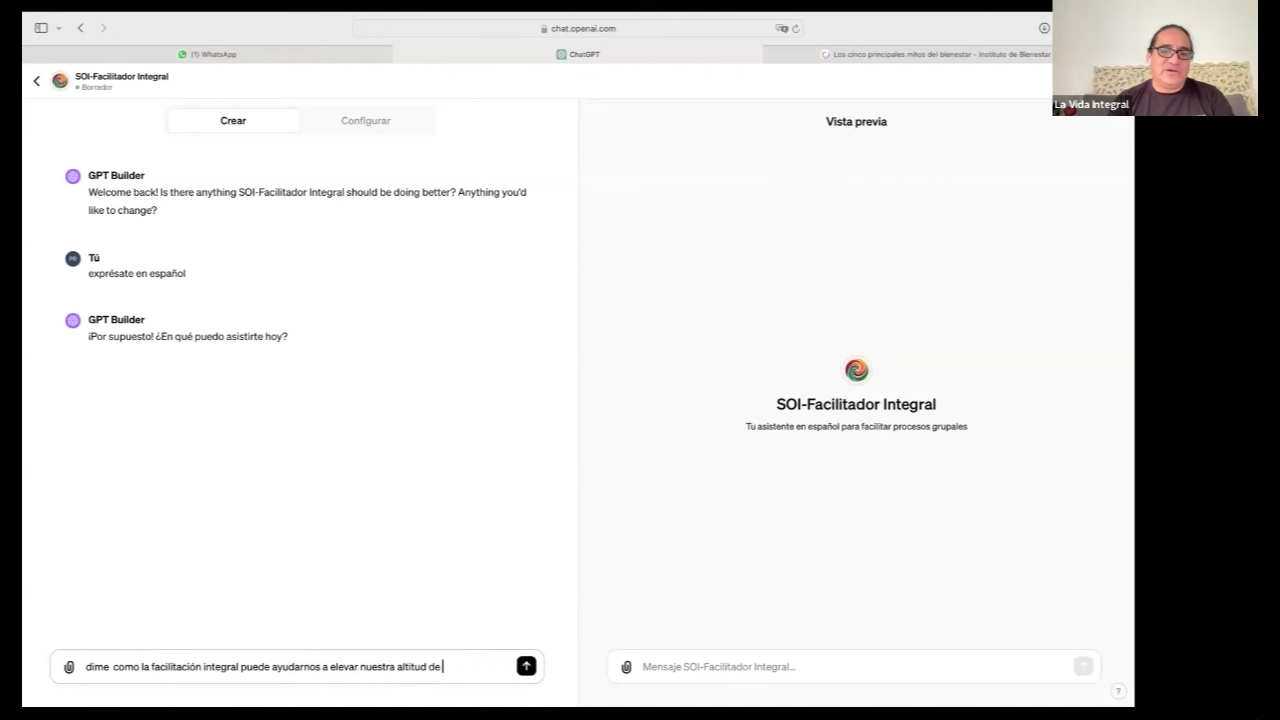 chat.openai.com
(1) WhatsApp
ChatGPT
Los cinco principales mitos del bienestar - Instituto de Bienestar
La Vida Integral
SOI-Facilitador Integral
Borrador
Crear
Configurar
Vista previa
GPT Builder
Welcome back! Is there anything SOI-Facilitador Integral should be doing better? Anything you'd
like to change?
Tú
exprésate en español
GPT Builder
¡Por supuesto! ¿En qué puedo asistirte hoy?
SOI-Facilitador Integral
Tu asistente en español para facilitar procesos grupales
dime como la facilitación integral puede ayudarnos a elevar nuestra altitud de
Mensaje SOI-Facilitador Integral...
?